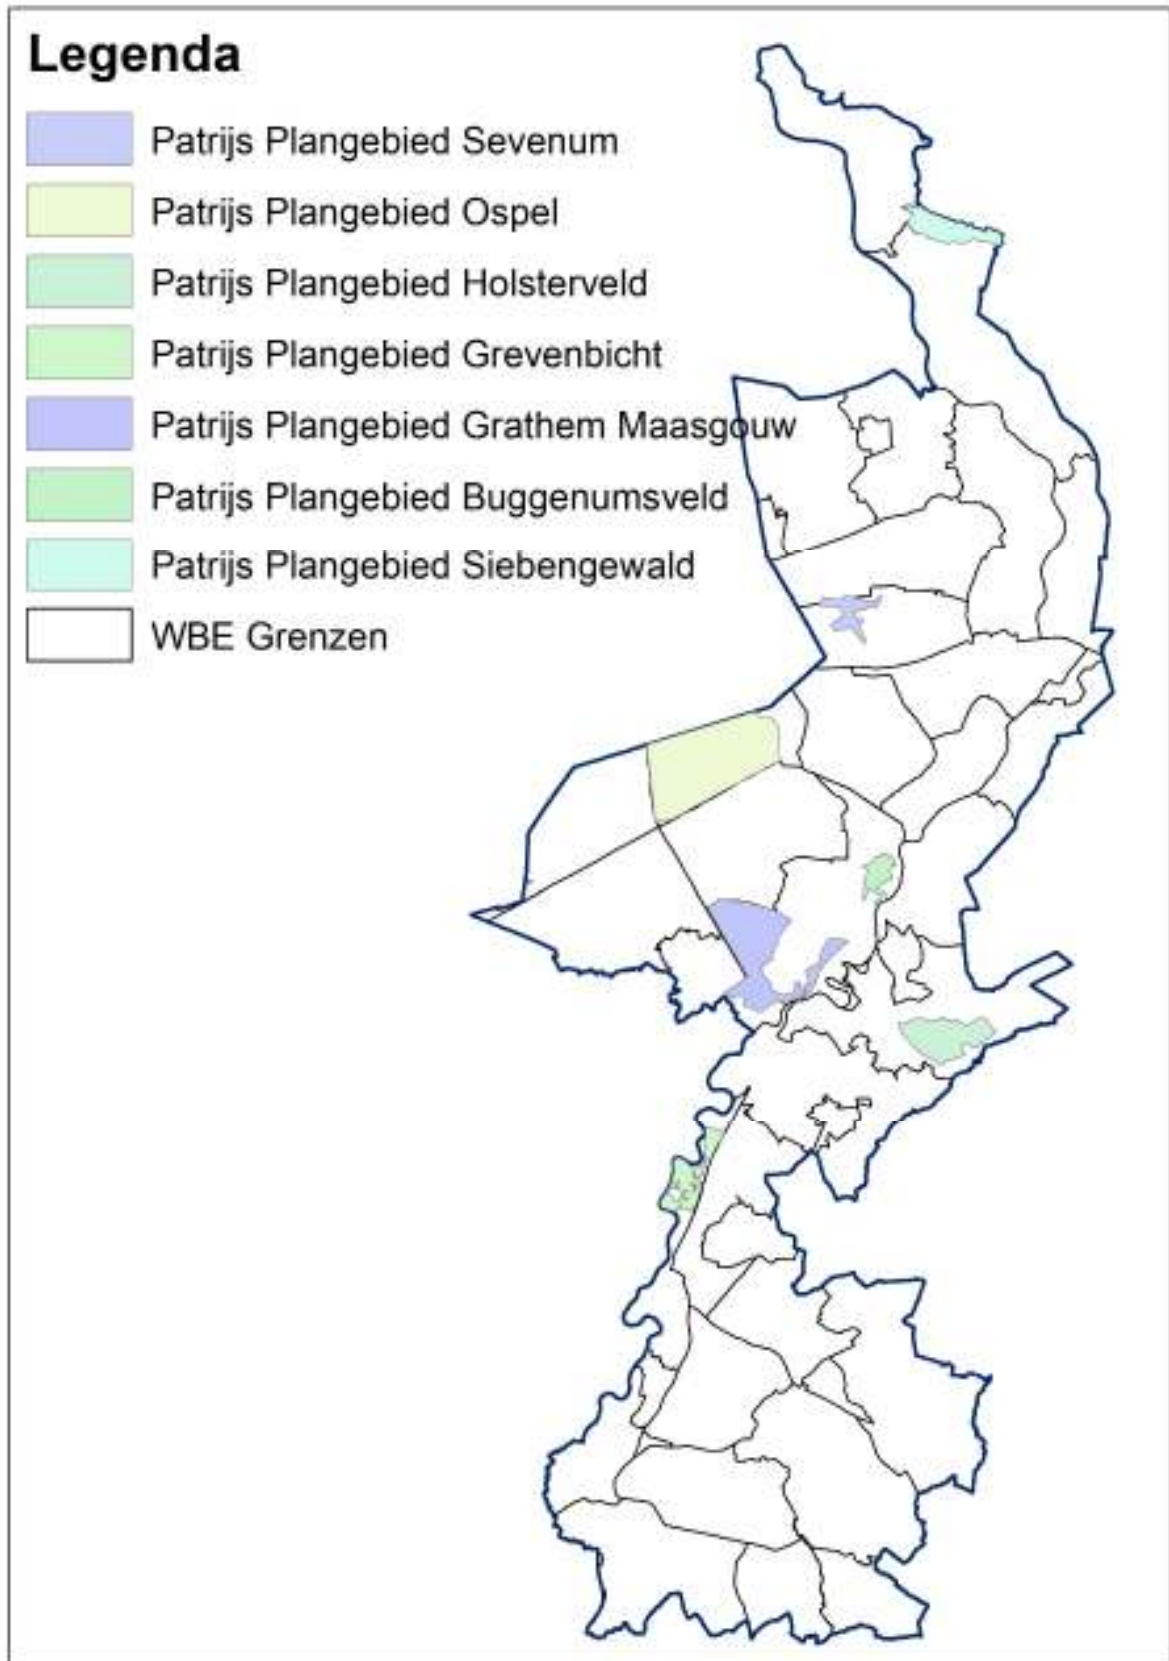 Legenda
Patrijs Plangebied Sevenum
Patrijs Plangebied Ospel
Patrijs Plangebied Holsterveld
Patrijs Plangebied Grevenbicht
Patrijs Plangebied Grathem Maasgouw
Patrijs Plangebied Buggenumsveld
Patrijs Plangebied Siebengewald
WBE Grenzen